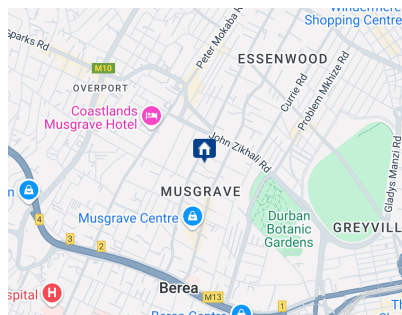 Windermere
Shopping Centre
Sparks Rd
Peter Mokaba R
ESSENWOOD
M10
OVERPORT
Currie Rd
Problem Mkhize Rd
Coastlands
Musgrave Hotel
John Zikhali Rd
Gladys Manzi Rd
MUSGRAVE
n
Musgrave Centre
Durban
Botanic
Gardens
GREYVILL
4
3
2
Berea
spital
H
M13
1
Berea Centre
Th